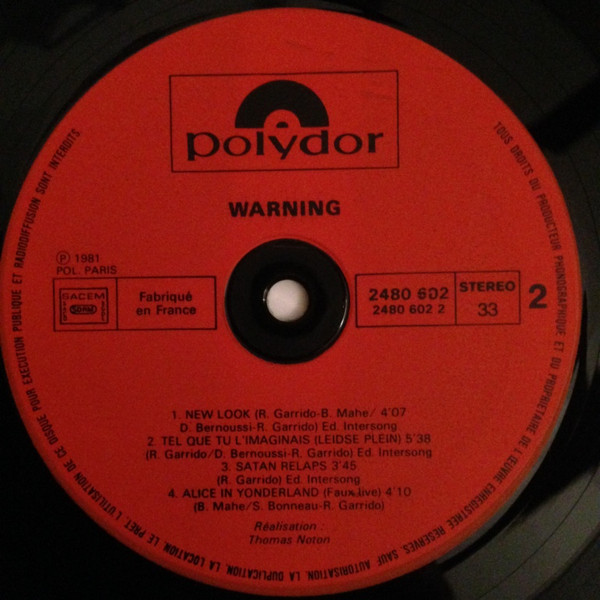 polydor
WARNING
Ⓟ 1981
POL. PARIS
SACEM
SDRM
Fabriqué
en France
2480 602
2480 602 2
STEREO
33
2
1. NEW LOOK (R. Garrido-B. Mahe/ 4'07
D. Bernoussi-R. Garrido) Ed. Intersong
2. TEL QUE TU L'IMAGINAIS (LEIDSE PLEIN) 5'38
(R. Garrido/D. Bernoussi-R. Garrido) Ed. Intersong
3. SATAN RELAPS 3'45
(R. Garrido) Ed. Intersong
4. ALICE IN YONDERLAND (Faux.live) 4'10
(B. Mahe/S. Bonneau-R. Garrido)
Réalisation :
Thomas Noton
TOUS DROITS DU PRODUCTEUR PHONOGRAPHIQUE ET DU PROPRIETAIRE DE L'ŒUVRE ENREGISTREE RESERVES. SAUF AUTORISATION, LA DUPLICATION, LA LOCATION, LE PRET, L'UTILISATION DE CE DISQUE POUR EXECUTION PUBLIQUE ET RADIODIFFUSION SONT INTERDITS.